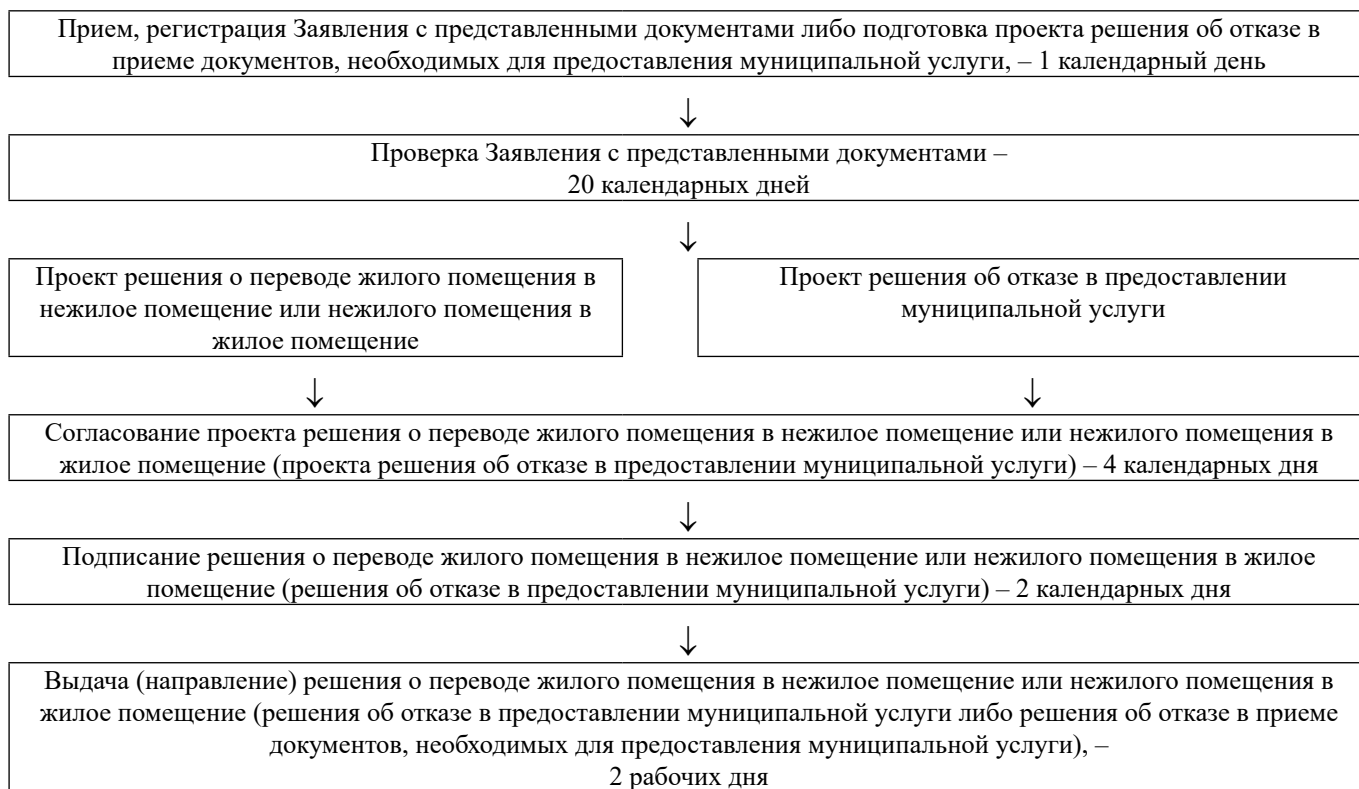 Прием, регистрация Заявления с представленными документами либо подготовка проекта решения об отказе в
приеме документов, необходимых для предоставления муниципальной услуги, – 1 календарный день
↓
Проверка Заявления с представленными документами –
20 календарных дней
↓
Проект решения о переводе жилого помещения в
нежилое помещение или нежилого помещения в
жилое помещение
Проект решения об отказе в предоставлении
муниципальной услуги
↓ ↓
Согласование проекта решения о переводе жилого помещения в нежилое помещение или нежилого помещения в
жилое помещение (проекта решения об отказе в предоставлении муниципальной услуги) – 4 календарных дня
↓
Подписание решения о переводе жилого помещения в нежилое помещение или нежилого помещения в жилое
помещение (решения об отказе в предоставлении муниципальной услуги) – 2 календарных дня
↓
Выдача (направление) решения о переводе жилого помещения в нежилое помещение или нежилого помещения в
жилое помещение (решения об отказе в предоставлении муниципальной услуги либо решения об отказе в приеме
документов, необходимых для предоставления муниципальной услуги), –
2 рабочих дня